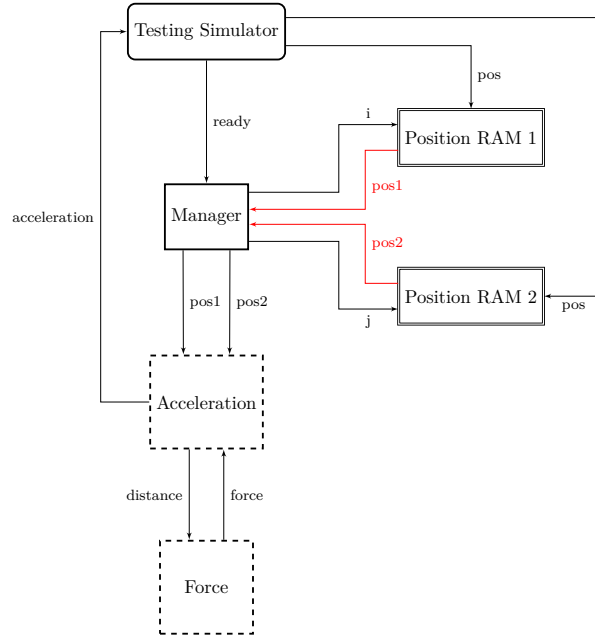 Testing Simulator
pos
ready
i
Position RAM 1
pos1
acceleration
Manager
pos2
Position RAM 2
pos
j
pos1
pos2
Acceleration
distance
force
Force